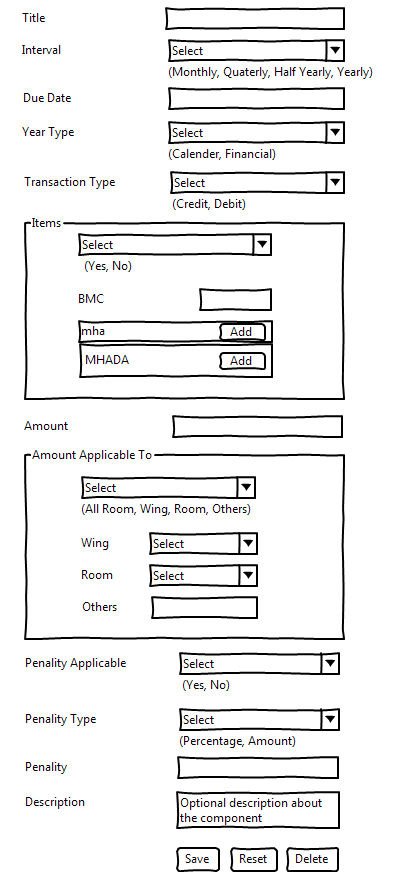 Title
Interval
Select
(Monthly, Quaterly, Half Yearly, Yearly)
Due Date
Year Type
Select
(Calender, Financial)
Transaction Type
Select
(Credit, Debit)
Items
Select
(Yes, No)
BMC
mha Add
MHADA Add
Amount
Amount Applicable To
Select
(All Room, Wing, Room, Others)
Wing Select
Room Select
Others
Penality Applicable
Select
(Yes, No)
Penality Type
Select
(Percentage, Amount)
Penality
Description
Optional description about
the component
Save Reset Delete